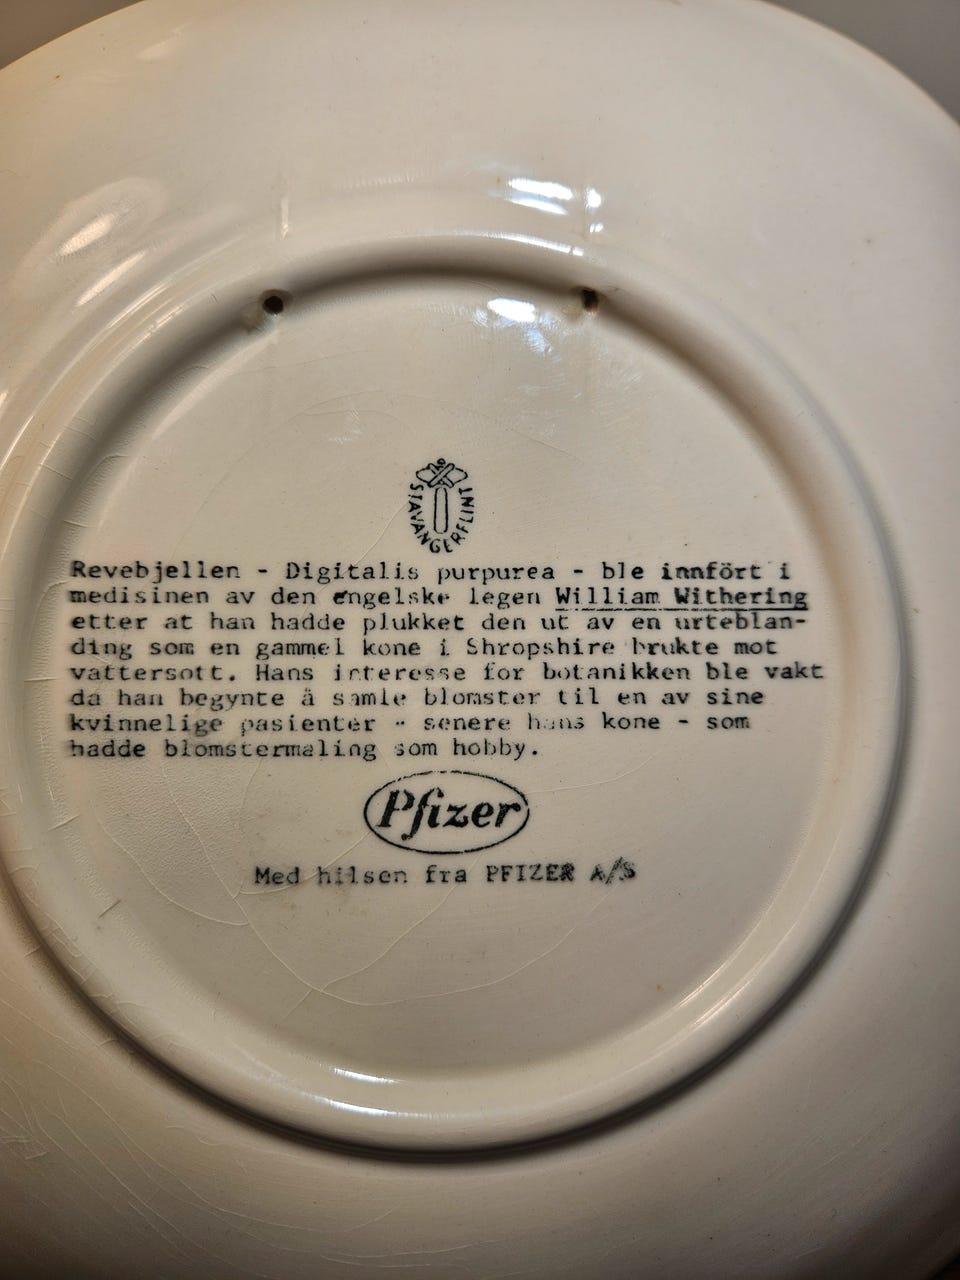 STAVANGERFLINT
Revebjellen - Digitalis purpurea - ble innfört i
medisinen av den engelske legen William Withering
etter at han hadde plukket den ut av en urteblan-
ding som en gammel kone i Shropshire brukte mot
vattersott. Hans interesse for botanikken ble vakt
da han begynte å samle blomster til en av sine
kvinnelige pasienter - senere hans kone - som
hadde blomstermaling som hobby.
Pfizer
Med hilsen fra PFIZER A/S